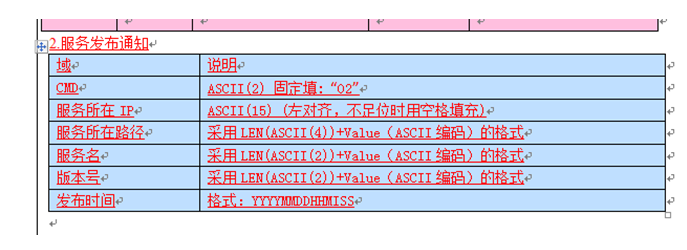 2.服务发布通知
域 说明
CMD ASCII(2) 固定填：“02”
服务所在 IP ASCII(15)（左对齐，不足位时用空格填充）
服务所在路径 采用 LEN(ASCII(4))+Value（ASCII 编码）的格式
服务名 采用 LEN(ASCII(2))+Value（ASCII 编码）的格式
版本号 采用 LEN(ASCII(2))+Value（ASCII 编码）的格式
发布时间 格式：YYYYMMDDHHMISS